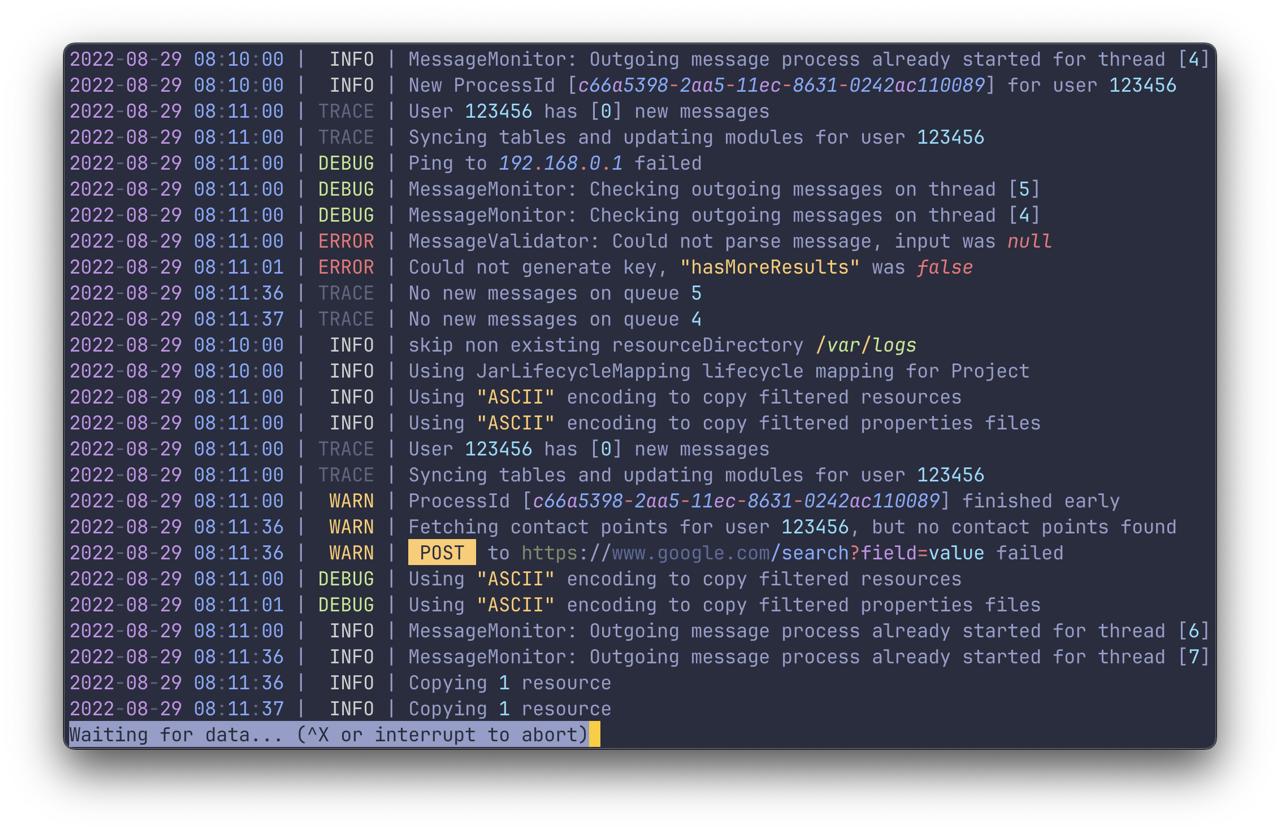 2022-08-29 08:10:00 |  INFO | MessageMonitor: Outgoing message process already started for thread [4]
2022-08-29 08:10:00 |  INFO | New ProcessId [c66a5398-2aa5-11ec-8631-0242ac110089] for user 123456
2022-08-29 08:11:00 | TRACE | User 123456 has [0] new messages
2022-08-29 08:11:00 | TRACE | Syncing tables and updating modules for user 123456
2022-08-29 08:11:00 | DEBUG | Ping to 192.168.0.1 failed
2022-08-29 08:11:00 | DEBUG | MessageMonitor: Checking outgoing messages on thread [5]
2022-08-29 08:11:00 | DEBUG | MessageMonitor: Checking outgoing messages on thread [4]
2022-08-29 08:11:00 | ERROR | MessageValidator: Could not parse message, input was null
2022-08-29 08:11:01 | ERROR | Could not generate key, "hasMoreResults" was false
2022-08-29 08:11:36 | TRACE | No new messages on queue 5
2022-08-29 08:11:37 | TRACE | No new messages on queue 4
2022-08-29 08:10:00 |  INFO | skip non existing resourceDirectory /var/logs
2022-08-29 08:10:00 |  INFO | Using JarLifecycleMapping lifecycle mapping for Project
2022-08-29 08:11:00 |  INFO | Using "ASCII" encoding to copy filtered resources
2022-08-29 08:11:00 |  INFO | Using "ASCII" encoding to copy filtered properties files
2022-08-29 08:11:00 | TRACE | User 123456 has [0] new messages
2022-08-29 08:11:00 | TRACE | Syncing tables and updating modules for user 123456
2022-08-29 08:11:00 |  WARN | ProcessId [c66a5398-2aa5-11ec-8631-0242ac110089] finished early
2022-08-29 08:11:36 |  WARN | Fetching contact points for user 123456, but no contact points found
2022-08-29 08:11:36 |  WARN |  POST  to https://www.google.com/search?field=value failed
2022-08-29 08:11:00 | DEBUG | Using "ASCII" encoding to copy filtered resources
2022-08-29 08:11:01 | DEBUG | Using "ASCII" encoding to copy filtered properties files
2022-08-29 08:11:00 |  INFO | MessageMonitor: Outgoing message process already started for thread [6]
2022-08-29 08:11:36 |  INFO | MessageMonitor: Outgoing message process already started for thread [7]
2022-08-29 08:11:36 |  INFO | Copying 1 resource
2022-08-29 08:11:37 |  INFO | Copying 1 resource
Waiting for data... (^X or interrupt to abort)